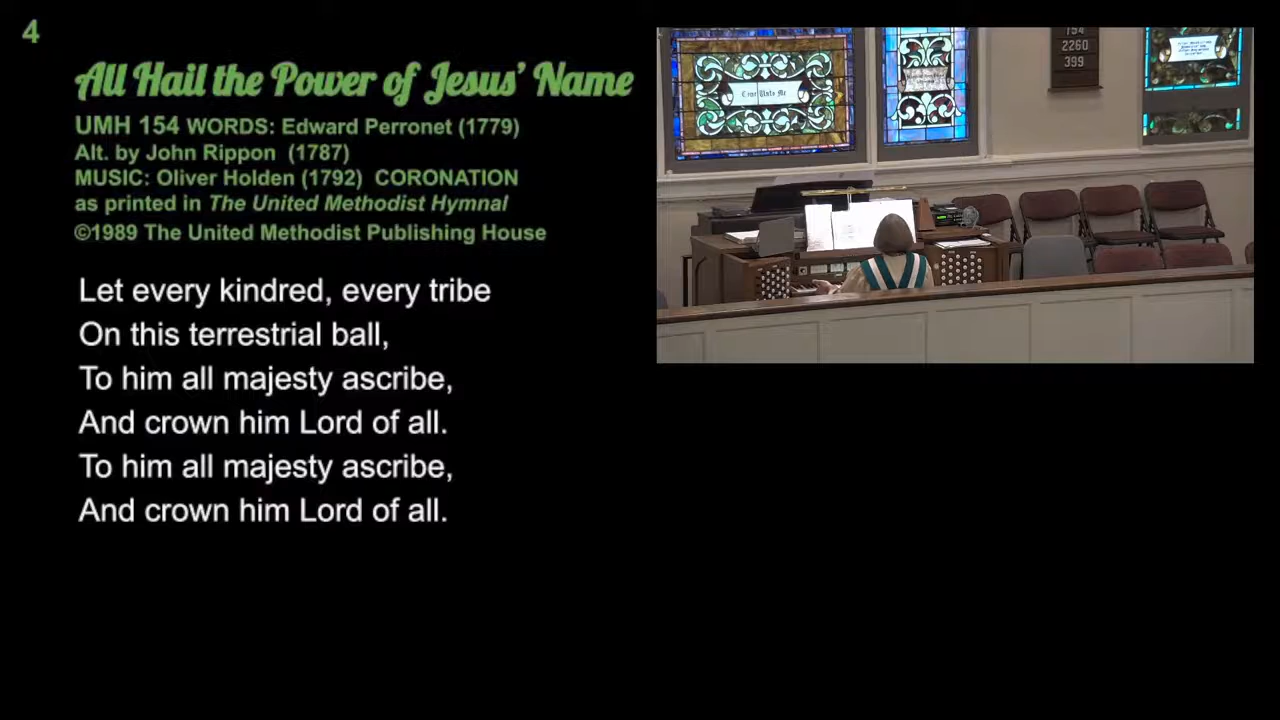 4
All Hail the Power of Jesus’ Name
UMH 154 WORDS: Edward Perronet (1779)
Alt. by John Rippon (1787)
MUSIC: Oliver Holden (1792) CORONATION
as printed in The United Methodist Hymnal
©1989 The United Methodist Publishing House
Let every kindred, every tribe
On this terrestrial ball,
To him all majesty ascribe,
And crown him Lord of all.
To him all majesty ascribe,
And crown him Lord of all.
Come Unto Me
154
2260
399